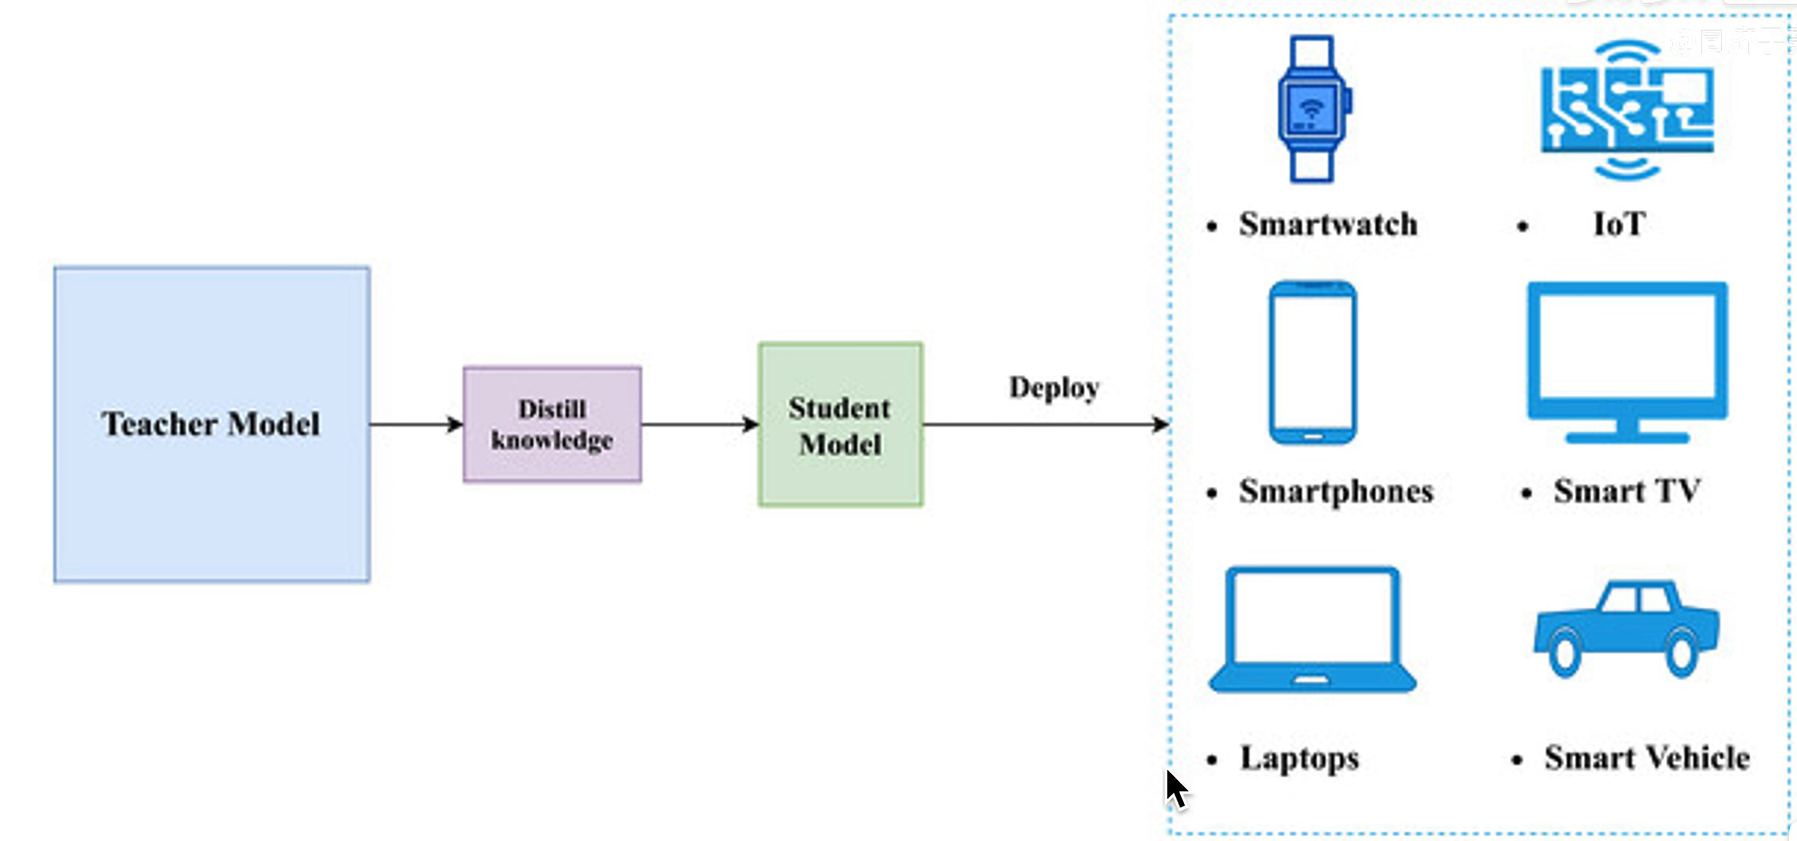 Teacher Model
Distill
knowledge
Student
Model
Deploy
• Smartwatch
• IoT
• Smartphones
• Smart TV
• Laptops
• Smart Vehicle